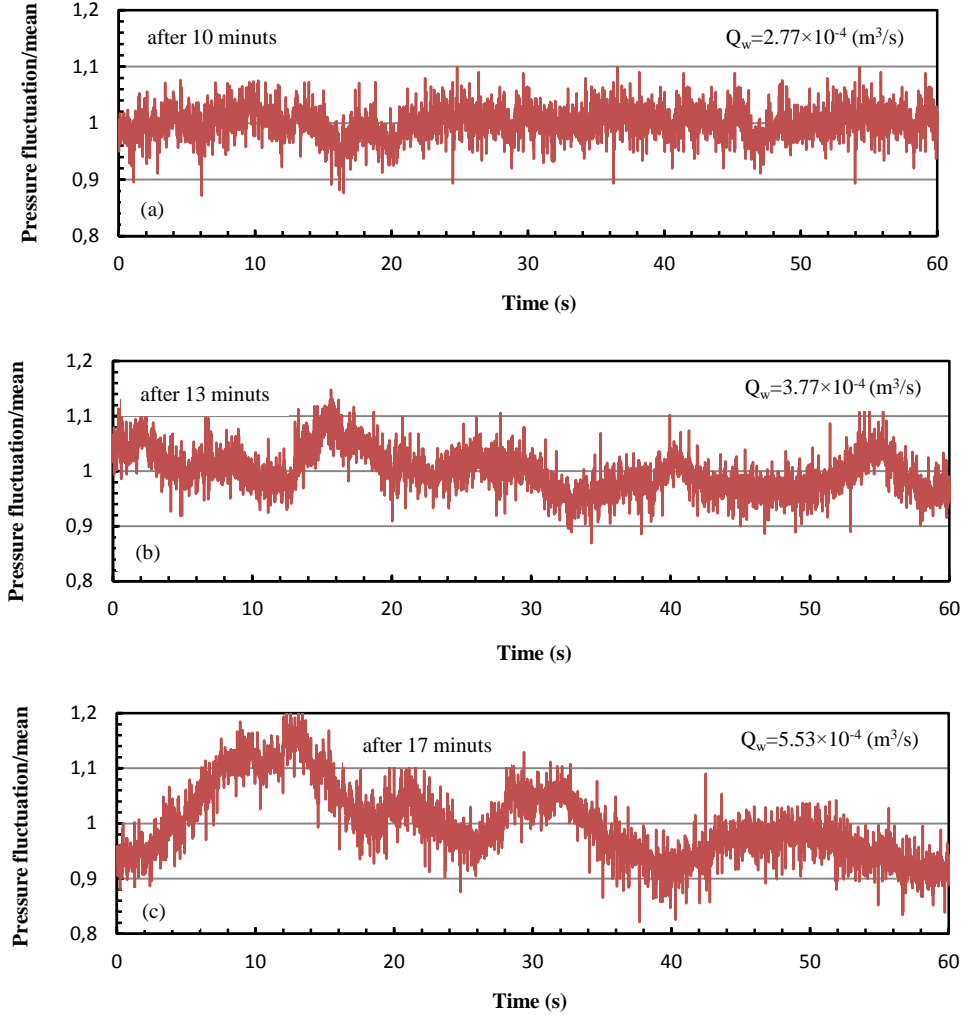 Pressure fluctuation/mean
1,2
1,1
1
0,9
0,8
after 10 minuts
Q_w=2.77×10⁻⁴ (m³/s)
(a)
0 10 20 30 40 50 60
Time (s)
Pressure fluctuation/mean
1,2
1,1
1
0,9
0,8
after 13 minuts
Q_w=3.77×10⁻⁴ (m³/s)
(b)
0 10 20 30 40 50 60
Time (s)
Pressure fluctuation/mean
1,2
1,1
1
0,9
0,8
after 17 minuts
Q_w=5.53×10⁻⁴ (m³/s)
(c)
0 10 20 30 40 50 60
Time (s)